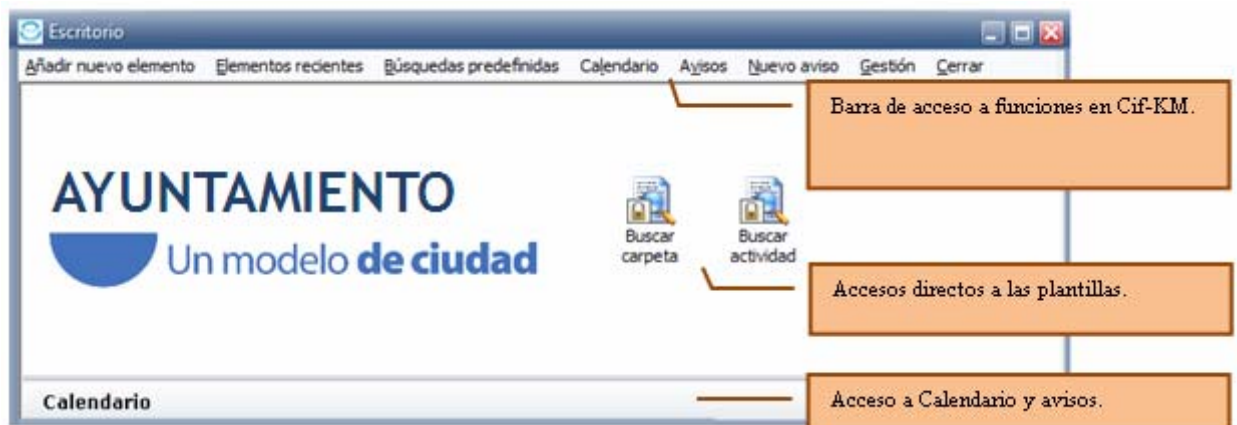 Escritorio
Añadir nuevo elemento Elementos recientes Búsquedas predefinidas Calendario Avisos Nuevo aviso Gestión Cerrar
Barra de acceso a funciones en Cif-KM.
AYUNTAMIENTO
Un modelo de ciudad
Buscar
carpeta
Buscar
actividad
Accesos directos a las plantillas.
Calendario
Acceso a Calendario y avisos.